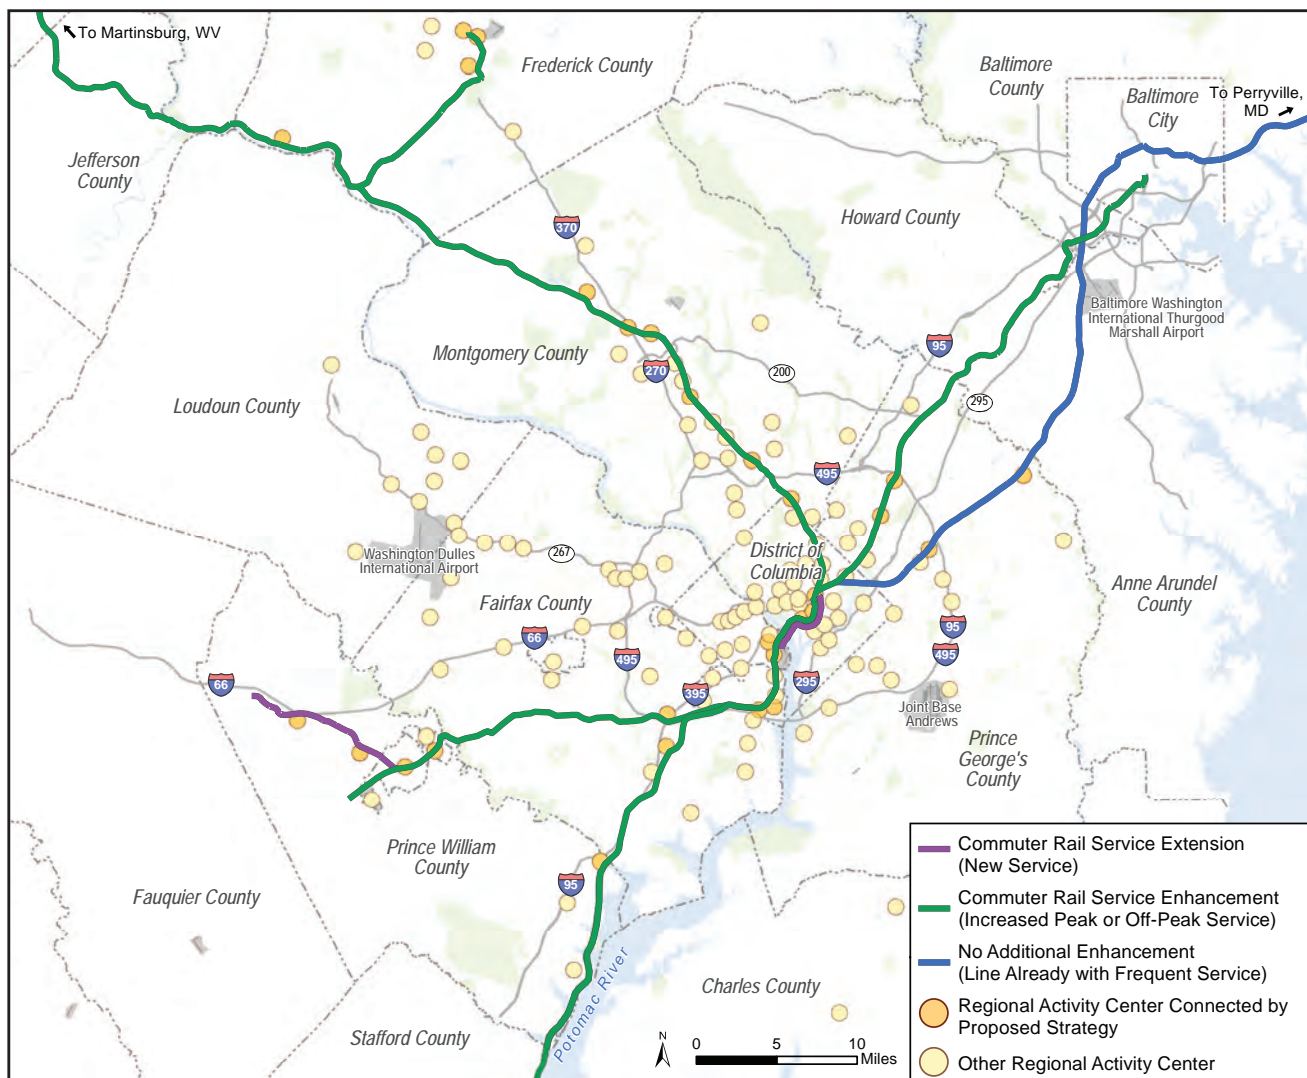 To Martinsburg, WV
Frederick County
Baltimore
County
Baltimore
City
To Perryville,
MD
Jefferson
County
Howard County
370
Baltimore Washington
International Thurgood
Marshall Airport
95
Montgomery County
270
200
295
Loudoun County
495
District of
Columbia
Washington Dulles
International Airport
267
Anne Arundel
County
Fairfax County
66
95
495
495
66
395
295
Joint Base
Andrews
Prince
George's
County
Prince William
County
95
Fauquier County
Potomac River
Charles County
Stafford County
N
0
5
10
Miles
Commuter Rail Service Extension
(New Service)
Commuter Rail Service Enhancement
(Increased Peak or Off-Peak Service)
No Additional Enhancement
(Line Already with Frequent Service)
Regional Activity Center Connected by
Proposed Strategy
Other Regional Activity Center